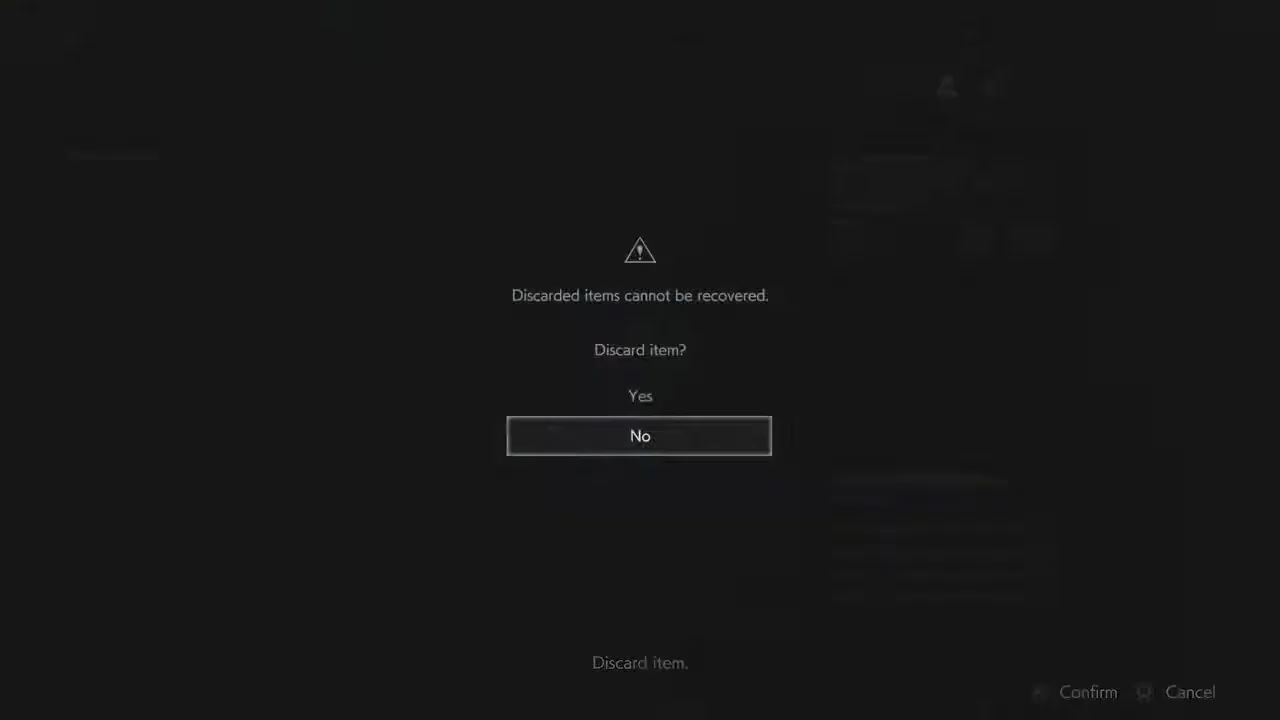 Discarded items cannot be recovered.
Discard item?
Yes
No
Discard item.
Confirm
Cancel